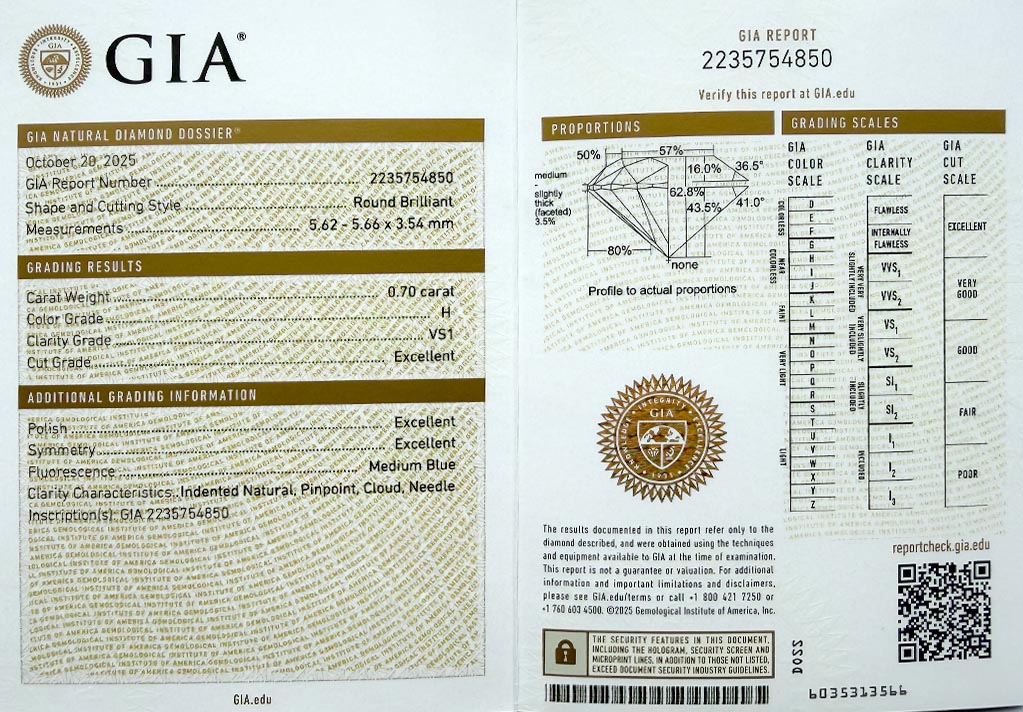 GIA®
GIA NATURAL DIAMOND DOSSIER®
October 20, 2025
GIA Report Number 2235754850
Shape and Cutting Style Round Brilliant
Measurements 5.62 - 5.66 x 3.54 mm
GRADING RESULTS
Carat Weight 0.70 carat
Color Grade H
Clarity Grade VS1
Cut Grade Excellent
ADDITIONAL GRADING INFORMATION
Polish Excellent
Symmetry Excellent
Fluorescence Medium Blue
Clarity Characteristics Indented Natural, Pinpoint, Cloud, Needle
Inscription(s): GIA 2235754850
GIA.edu
GIA REPORT
2235754850
Verify this report at GIA.edu
PROPORTIONS
50%
57%
16.0%
36.5°
medium
-
slightly
thick
(faceted)
3.5%
62.8%
43.5%
41.0°
80%
none
Profile to actual proportions
GRADING SCALES
GIA
COLOR
SCALE
COLORLESS
D
E
F
NEAR COLORLESS
G
H
I
J
FAINT
K
L
M
VERY LIGHT
N
O
P
Q
R
LIGHT
S
T
U
V
W
X
Y
Z
GIA
CLARITY
SCALE
FLAWLESS
INTERNALLY
FLAWLESS
VERY VERY SLIGHTLY INCLUDED
VVS1
VVS2
VERY SLIGHTLY INCLUDED
VS1
VS2
SLIGHTLY INCLUDED
SI1
SI2
INCLUDED
I1
I2
I3
GIA
CUT
SCALE
EXCELLENT
VERY
GOOD
GOOD
FAIR
POOR
GIA
The results documented in this report refer only to the
diamond described, and were obtained using the techniques
and equipment available to GIA at the time of examination.
This report is not a guarantee or valuation. For additional
information and important limitations and disclaimers,
please see GIA.edu/terms or call +1 800 421 7250 or
+1 760 603 4500. ©2025 Gemological Institute of America, Inc.
THE SECURITY FEATURES IN THIS DOCUMENT,
INCLUDING THE HOLOGRAM, SECURITY SCREEN AND
MICROPRINT LINES, IN ADDITION TO THOSE NOT LISTED,
EXCEED DOCUMENT SECURITY INDUSTRY GUIDELINES.
reportcheck.gia.edu
D022
6035313566